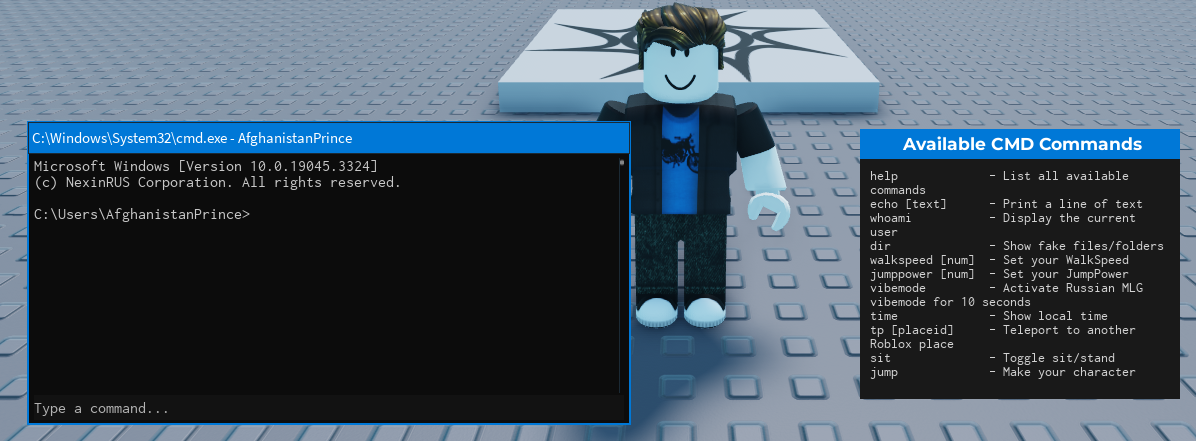 C:\Windows\System32\cmd.exe - AfghanistanPrince
Microsoft Windows [Version 10.0.19045.3324]
(c) NexinRUS Corporation. All rights reserved.
C:\Users\AfghanistanPrince>
Type a command...
Available CMD Commands
help - List all available
commands
echo [text] - Print a line of text
whoami - Display the current
user
dir - Show fake files/folders
walkspeed [num] - Set your WalkSpeed
jumppower [num] - Set your JumpPower
vibemode - Activate Russian MLG
vibemode for 10 seconds
time - Show local time
tp [placeid] - Teleport to another
Roblox place
sit - Toggle sit/stand
jump - Make your character